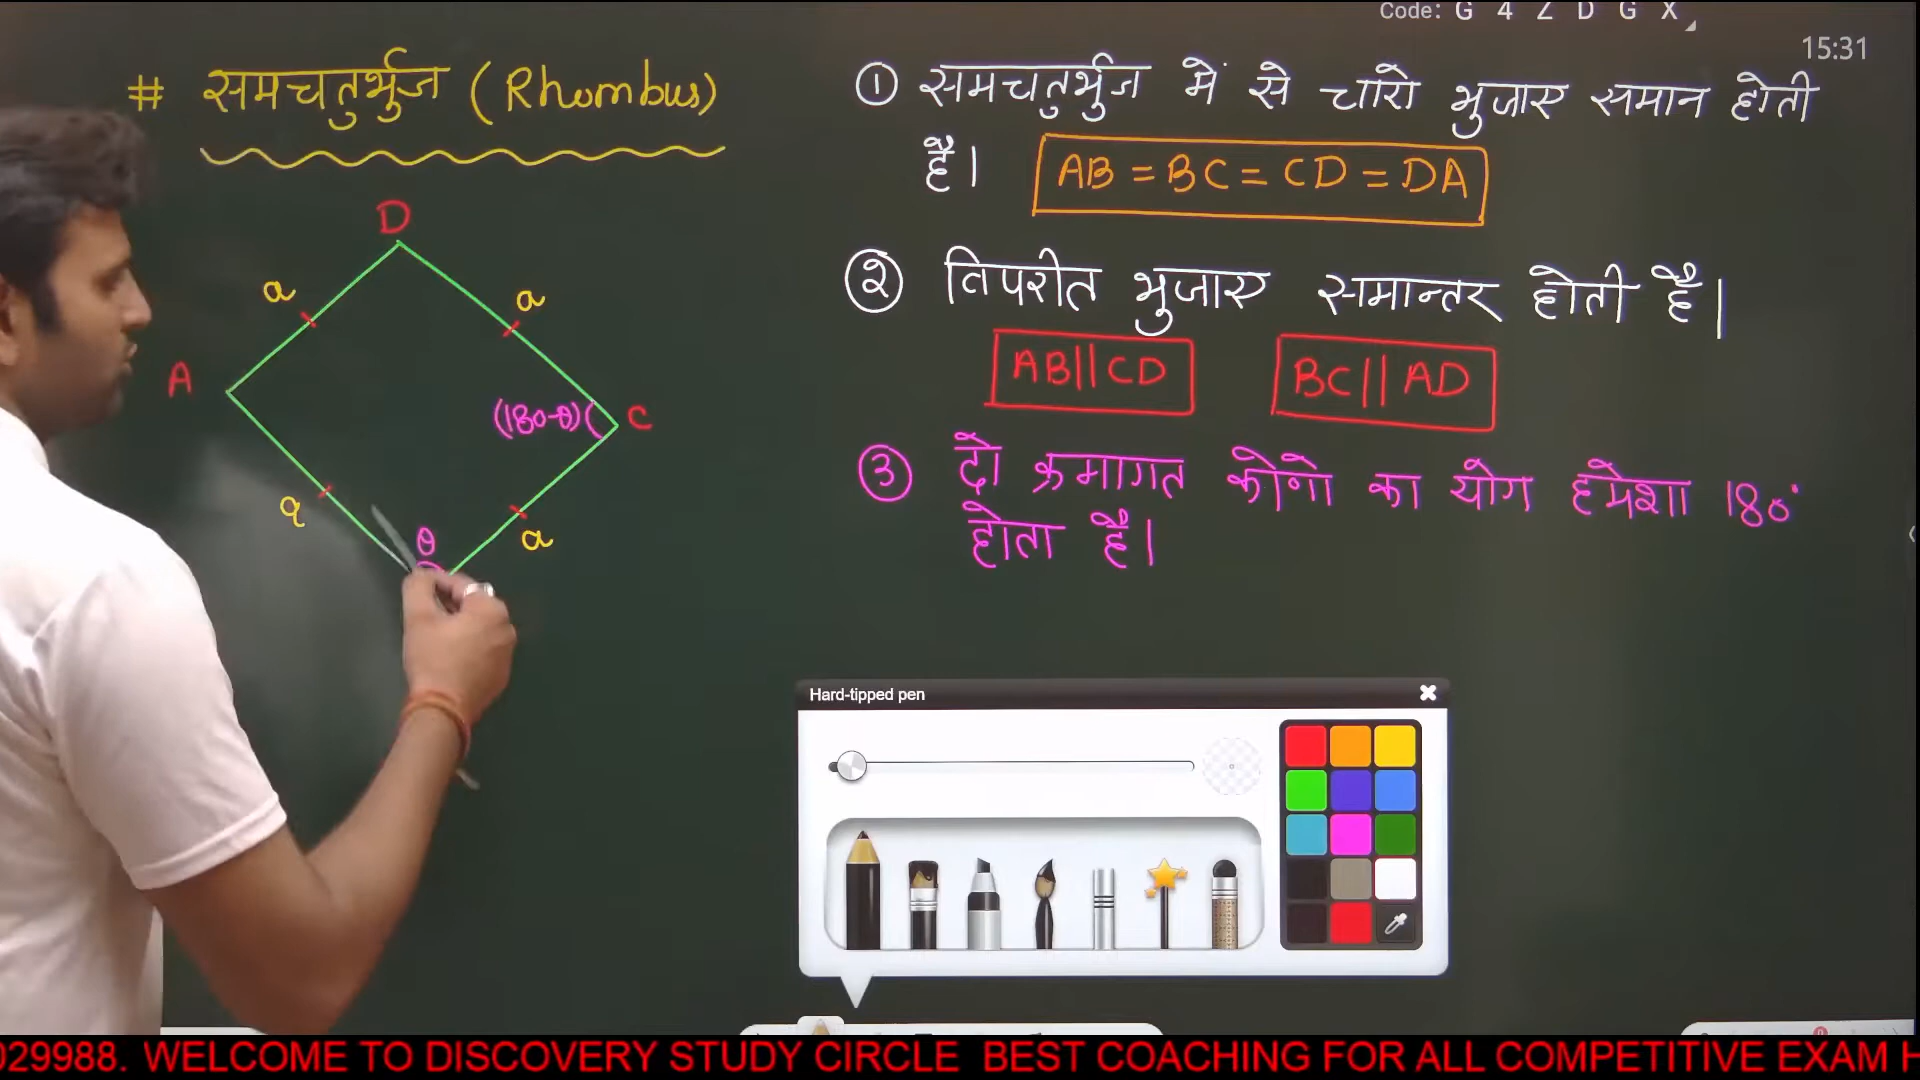 Code: G 4 Z D G X
15:31
# समचतुर्भुज (Rhombus)
① समचतुर्भुज में से चारो भुजाए समान होती
है। AB = BC = CD = DA
② विपरीत भुजाए समान्तर होती है।
AB||CD BC||AD
③ दो क्रमागत कोणो का योग हमेशा 180°
होता है।
D
a a
A
(180-θ) C
a θ a
Hard-tipped pen
029988. WELCOME TO DISCOVERY STUDY CIRCLE BEST COACHING FOR ALL COMPETITIVE EXAM H